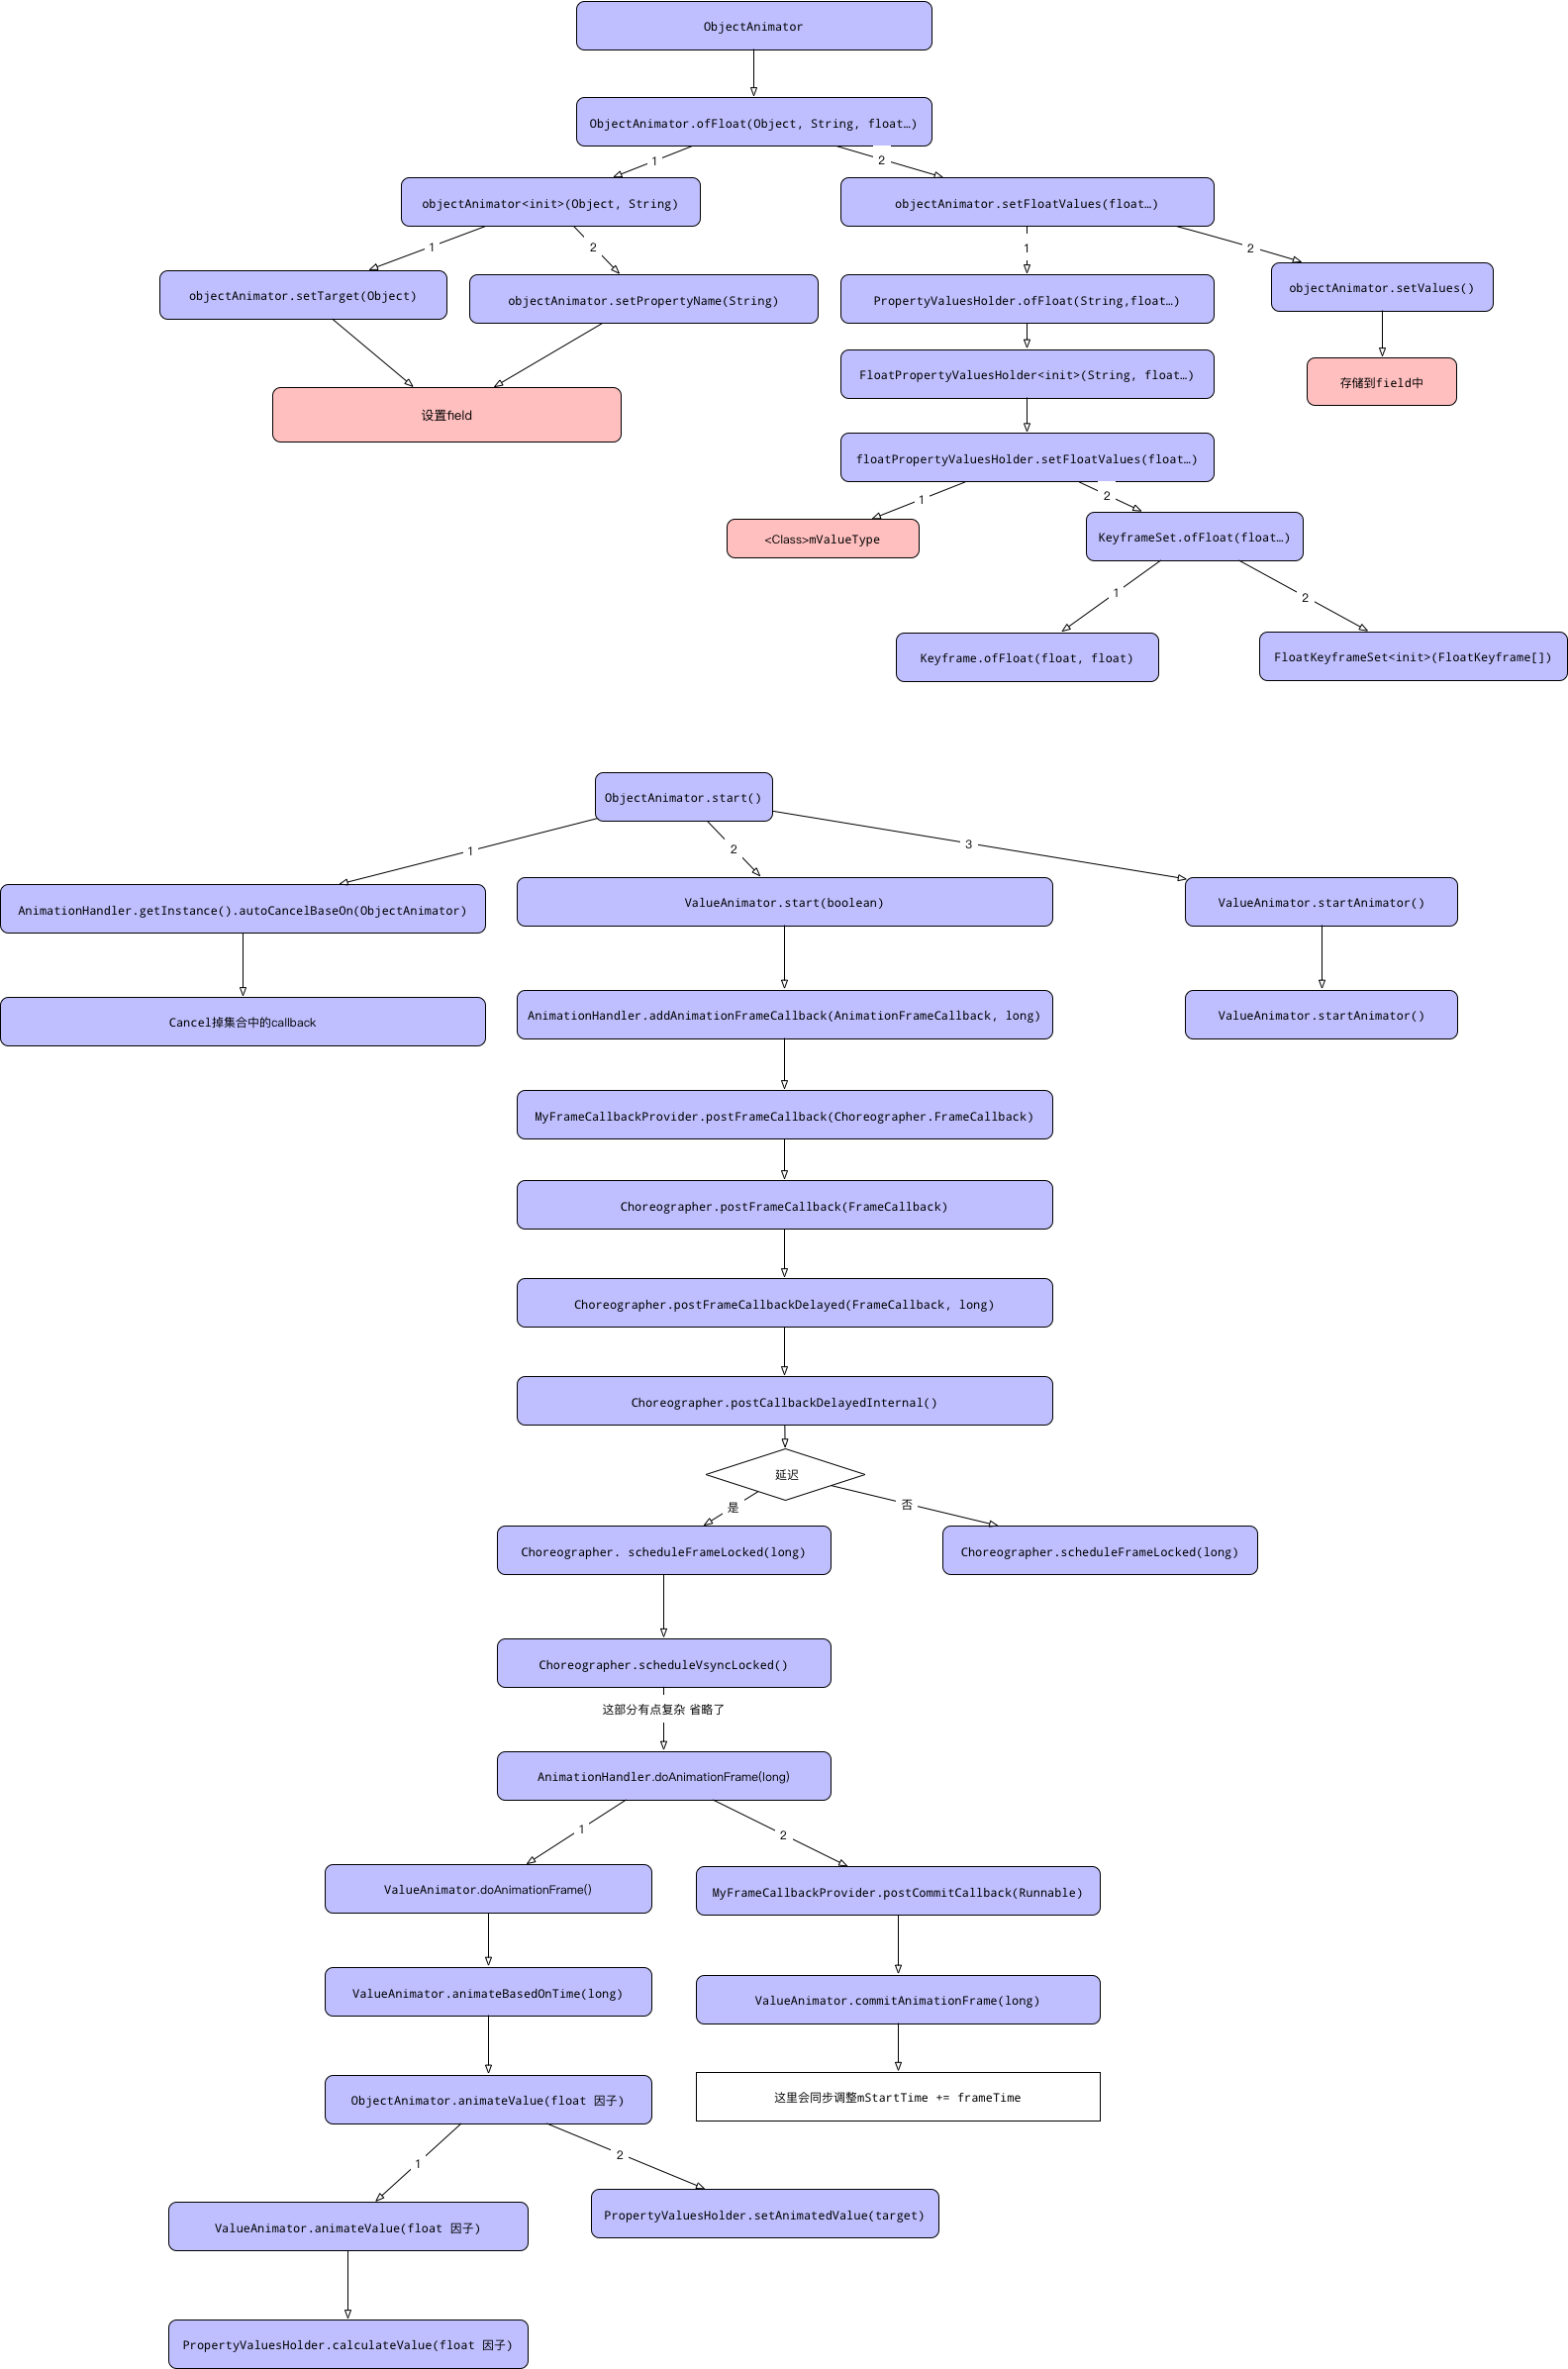 ObjectAnimator
ObjectAnimator.ofFloat(Object, String, float…)
1
2
objectAnimator<init>(Object, String)
objectAnimator.setFloatValues(float…)
1
2
1
2
objectAnimator.setTarget(Object)
objectAnimator.setPropertyName(String)
PropertyValuesHolder.ofFloat(String,float…)
objectAnimator.setValues()
设置field
FloatPropertyValuesHolder<init>(String, float…)
存储到field中
floatPropertyValuesHolder.setFloatValues(float…)
1
2
<Class>mValueType
KeyframeSet.ofFloat(float…)
1
2
Keyframe.ofFloat(float, float)
FloatKeyframeSet<init>(FloatKeyframe[])
ObjectAnimator.start()
1
2
3
AnimationHandler.getInstance().autoCancelBaseOn(ObjectAnimator)
ValueAnimator.start(boolean)
ValueAnimator.startAnimator()
Cancel掉集合中的callback
AnimationHandler.addAnimationFrameCallback(AnimationFrameCallback, long)
ValueAnimator.startAnimator()
MyFrameCallbackProvider.postFrameCallback(Choreographer.FrameCallback)
Choreographer.postFrameCallback(FrameCallback)
Choreographer.postFrameCallbackDelayed(FrameCallback, long)
Choreographer.postCallbackDelayedInternal()
延迟
是
否
Choreographer. scheduleFrameLocked(long)
Choreographer.scheduleFrameLocked(long)
Choreographer.scheduleVsyncLocked()
这部分有点复杂 省略了
AnimationHandler.doAnimationFrame(long)
1
2
ValueAnimator.doAnimationFrame()
MyFrameCallbackProvider.postCommitCallback(Runnable)
ValueAnimator.animateBasedOnTime(long)
ValueAnimator.commitAnimationFrame(long)
ObjectAnimator.animateValue(float 因子)
这里会同步调整mStartTime += frameTime
1
2
ValueAnimator.animateValue(float 因子)
PropertyValuesHolder.setAnimatedValue(target)
PropertyValuesHolder.calculateValue(float 因子)